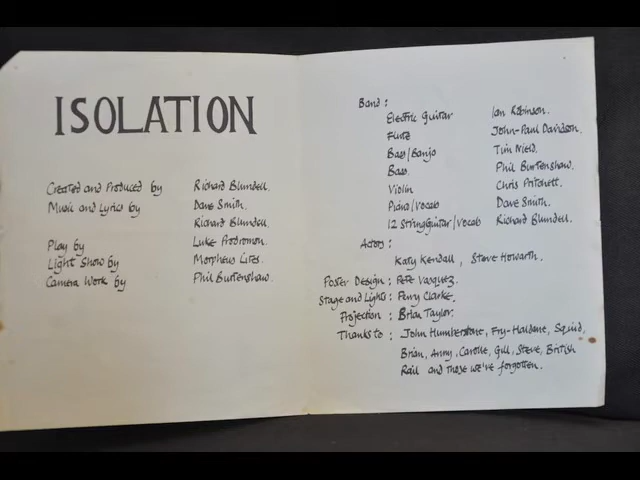 ISOLATION
Created and Produced by Richard Blundell.
Music and Lyrics by Dave Smith.
Richard Blundell.
Play by Luke Prodromou.
Light Show by Morpheus Lites.
Camera Work by Phil Burtenshaw.
Band :
Electric Guitar Ian Robinson.
Flute John-Paul Davidson.
Bass/Banjo Tim Nield.
Bass. Phil Burtenshaw.
Violin Chris Pritchett.
Piano/Vocab Dave Smith.
12 String Guitar/Vocab Richard Blundell.
Actors :
Katy Kendall , Steve Howarth.
Poster Design : Pete Vasquez.
Stage and Lights : Perry Clarke.
Projection : Brian Taylor.
Thanks to : John Humberstone, Fry-Haldane, Squid,
Brian, Anny, Carolle, Gill, Steve, British
Rail and those we've forgotten.